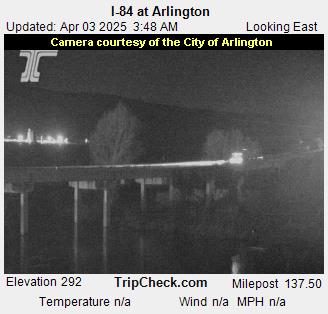 I-84 at Arlington
Updated: Apr 03 2025 3:48 AM Looking East
Camera courtesy of the City of Arlington
Elevation 292 TripCheck.com Milepost 137.50
Temperature n/a Wind n/a MPH n/a